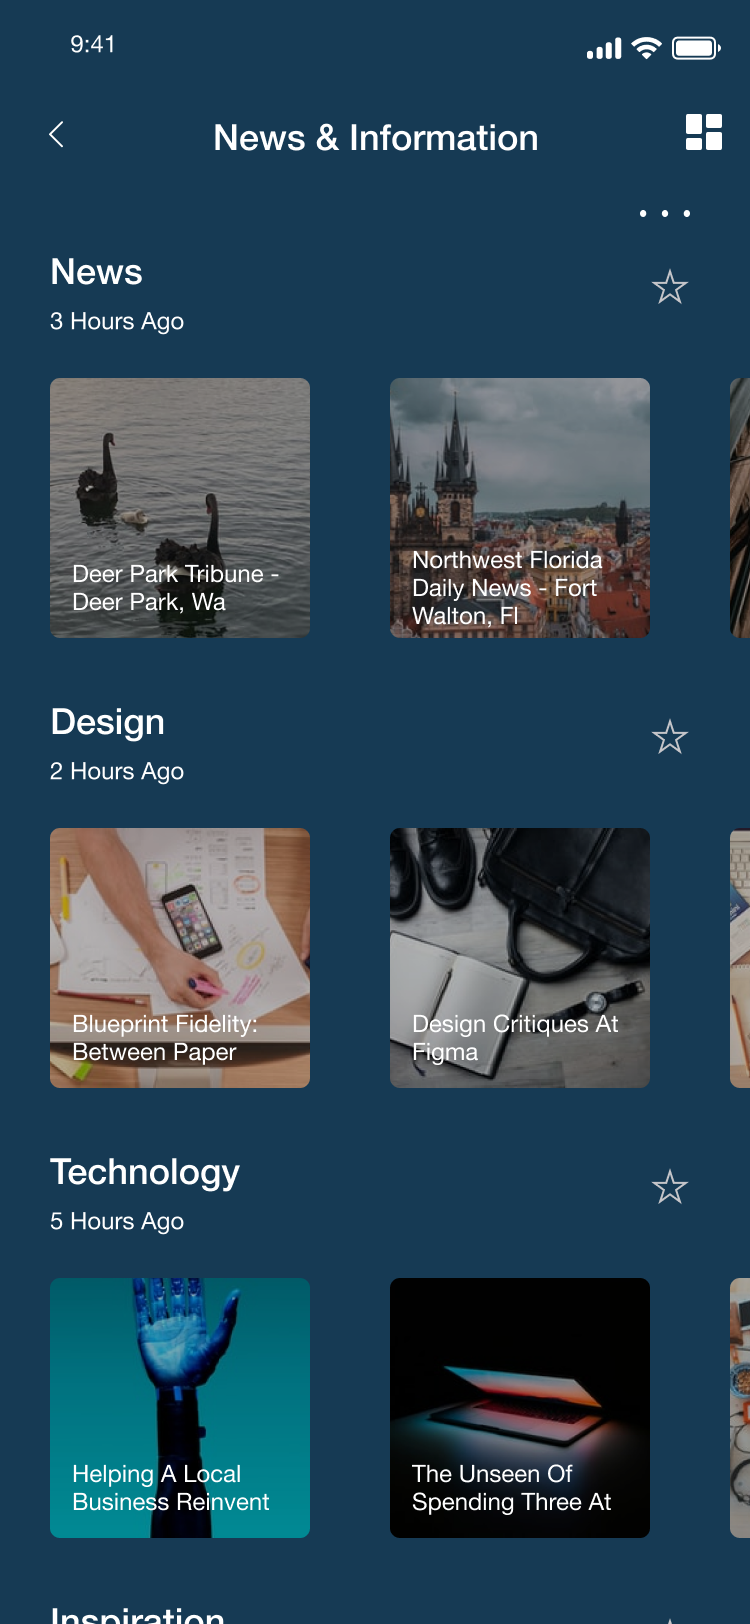 9:41
News & Information
News
3 Hours Ago
Deer Park Tribune -
Deer Park, Wa
Northwest Florida
Daily News - Fort
Walton, Fl
Design
2 Hours Ago
Blueprint Fidelity:
Between Paper
Design Critiques At
Figma
Technology
5 Hours Ago
Helping A Local
Business Reinvent
The Unseen Of
Spending Three At
Inspiration